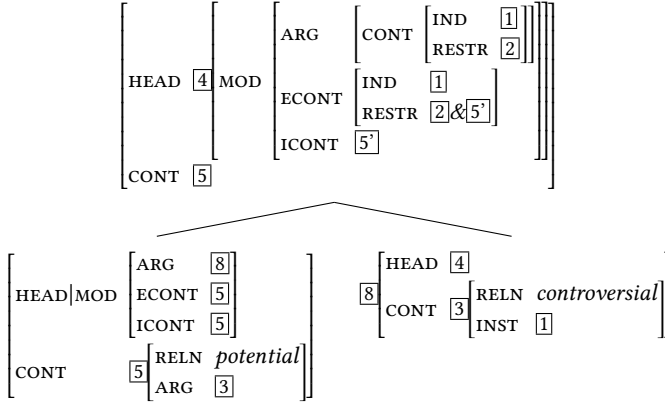 ARG CONT IND 1
RESTR 2
HEAD 4 MOD
ECONT IND 1
RESTR 2&5’
ICONT 5’
CONT 5
ARG 8
HEAD|MOD ECONT 5
ICONT 5
CONT 5 RELN potential
ARG 3
HEAD 4
8 CONT 3 RELN controversial
INST 1